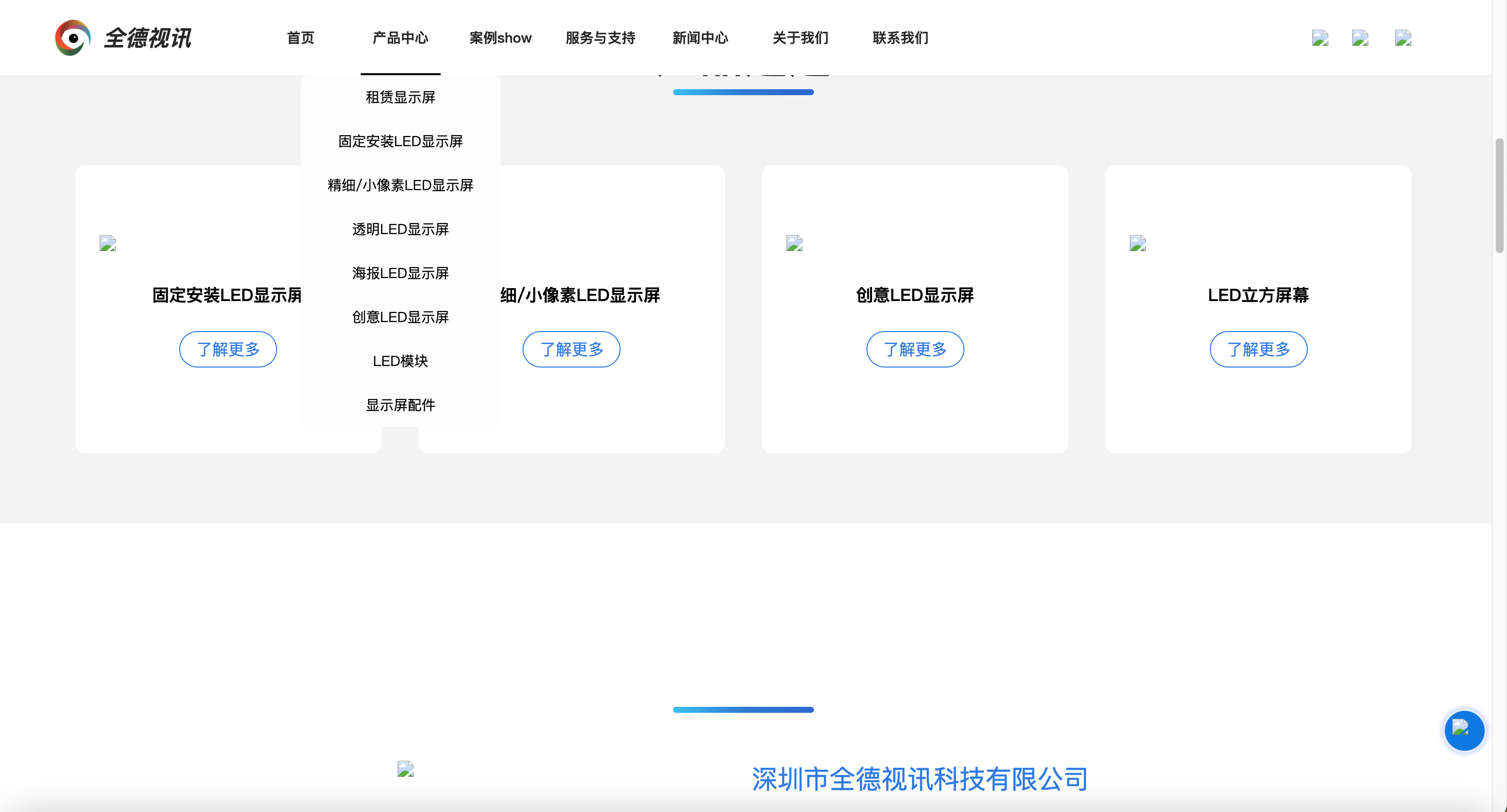 全德视讯
首页 产品中心 案例show 服务与支持 新闻中心 关于我们 联系我们
租赁显示屏
固定安装LED显示屏
精细/小像素LED显示屏
透明LED显示屏
海报LED显示屏
创意LED显示屏
LED模块
显示屏配件
固定安装LED显示屏
了解更多
细/小像素LED显示屏
了解更多
创意LED显示屏
了解更多
LED立方屏幕
了解更多
深圳市全德视讯科技有限公司